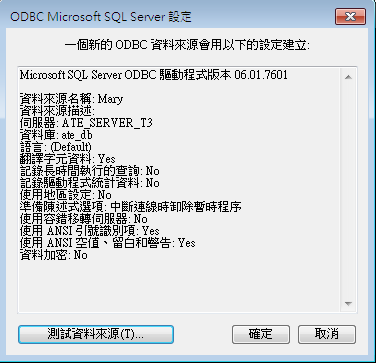 ODBC Microsoft SQL Server 設定
一個新的 ODBC 資料來源會用以下的設定建立:
Microsoft SQL Server ODBC 驅動程式版本 06.01.7601
資料來源名稱: Mary
資料來源描述:
伺服器: ATE_SERVER_T3
資料庫: ate_db
語言: (Default)
翻譯字元資料: Yes
記錄長時間執行的查詢: No
記錄驅動程式統計資料: No
使用地區設定: No
準備陳述式選項: 中斷連線時卸除暫時程序
使用容錯移轉伺服器: No
使用 ANSI 引號識別項: Yes
使用 ANSI 空值、留白和警告: Yes
資料加密: No
測試資料來源(T)...
確定
取消